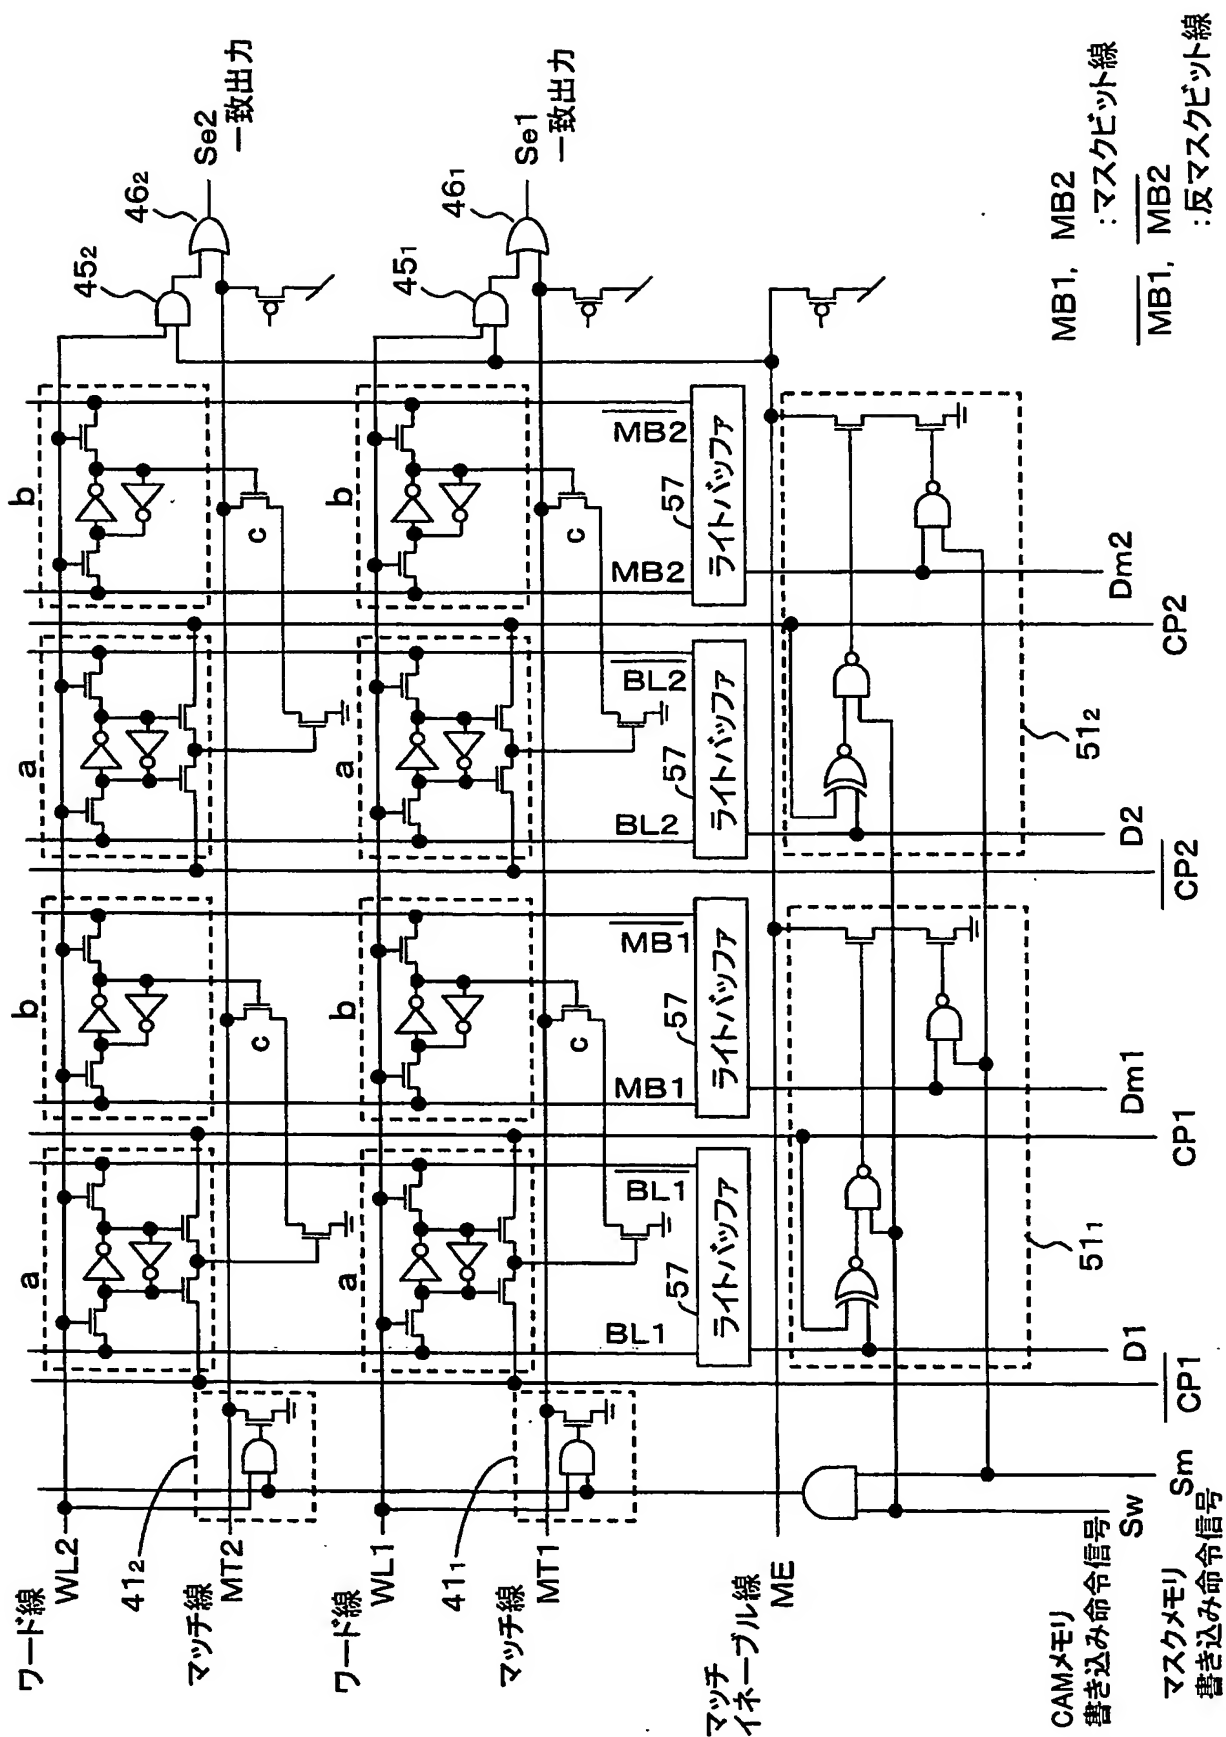 ワード線
WL2
41₂
マッチ線
MT2
ワード線
WL1
41₁
マッチ線
MT1
マッチ
イネーブル線
ME
CAMメモリ
書き込み命令信号
Sw
マスクメモリ
書き込み命令信号
Sm
a
b
a
b
c
c
45₂
46₂
Se2
一致出力
a
b
a
b
c
c
45₁
46₁
Se1
一致出力
BL1
BL1
MB1
MB1
BL2
BL2
MB2
MB2
57
ライトバッファ
57
ライトバッファ
57
ライトバッファ
57
ライトバッファ
51₁
51₂
CP1
D1
CP1
Dm1
CP2
D2
CP2
Dm2
MB1, MB2
:マスクビット線
MB1, MB2
:反マスクビット線